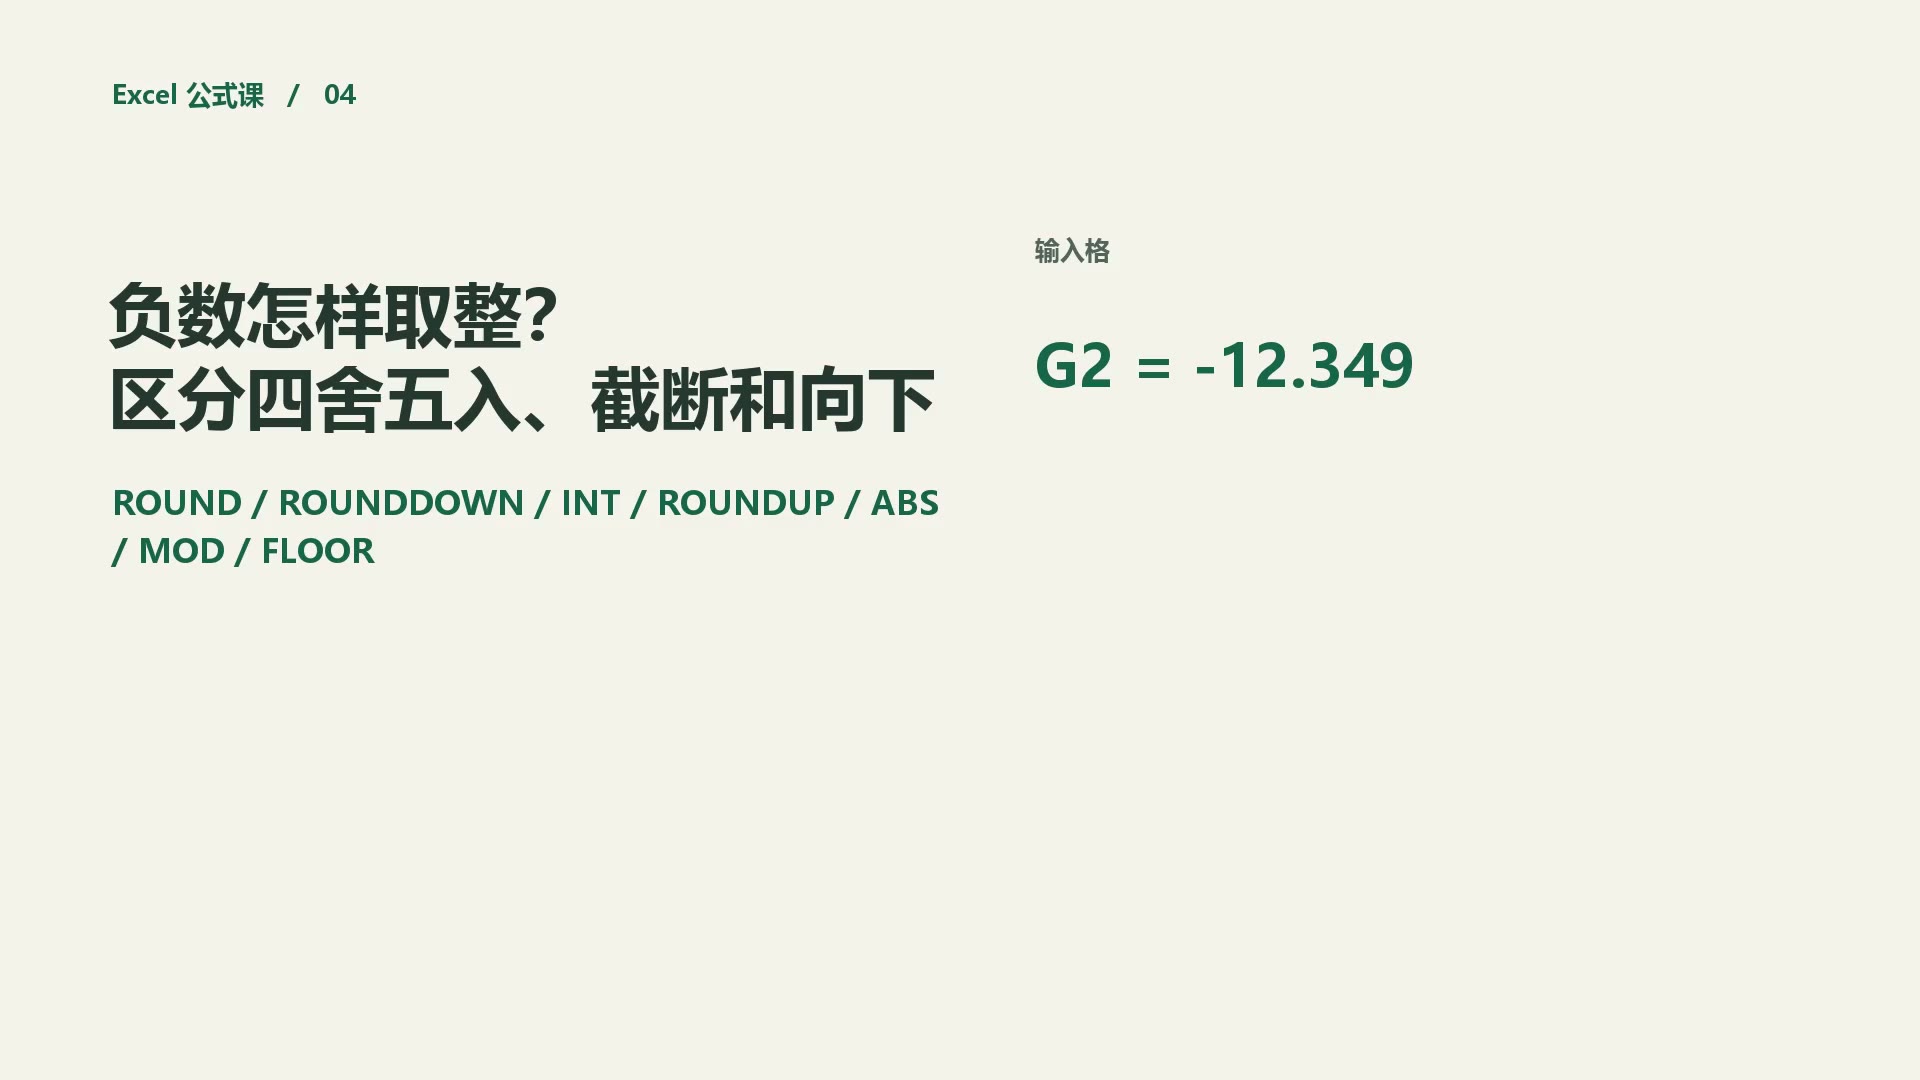 Excel 公式课 / 04
负数怎样取整?
区分四舍五入、截断和向下
ROUND / ROUNDDOWN / INT / ROUNDUP / ABS
/ MOD / FLOOR
输入格
G2 = -12.349